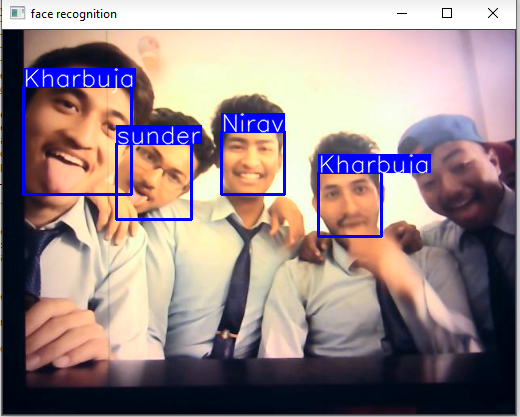 face recognition
Kharbuja
sunder
Nirav
Kharbuja